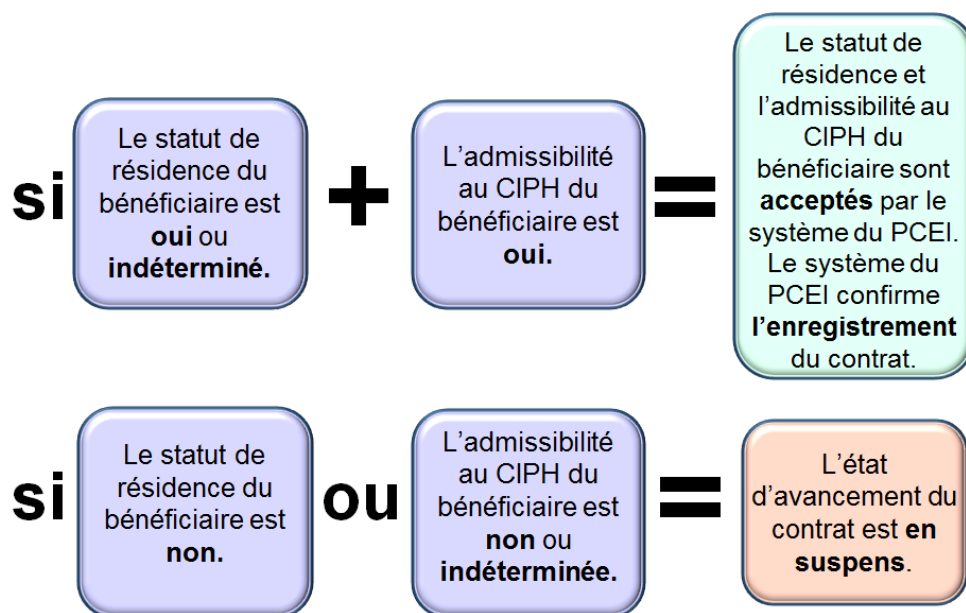 si
Le statut de
résidence du
bénéficiaire est
oui ou
indéterminé.
+
L'admissibilité
au CIPH du
bénéficiaire est
oui.
=
Le statut de
résidence et
l'admissibilité au
CIPH du
bénéficiaire sont
acceptés par le
système du PCEI.
Le système du
PCEI confirme
l'enregistrement
du contrat.
si
Le statut de
résidence du
bénéficiaire est
non.
ou
L'admissibilité
au CIPH du
bénéficiaire est
non ou
indéterminée.
=
L'état
d'avancement du
contrat est en
suspens.